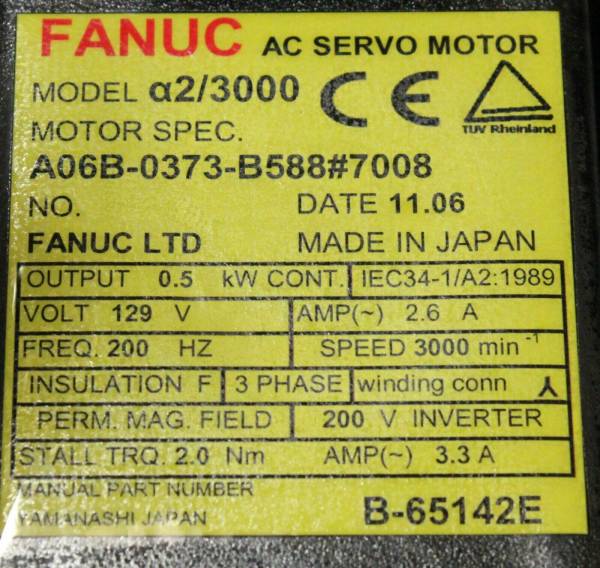 FANUC AC SERVO MOTOR
MODEL α2/3000 CE
TUV Rheinland
MOTOR SPEC.
A06B-0373-B588#7008
NO. DATE 11.06
FANUC LTD MADE IN JAPAN
OUTPUT 0.5 kW CONT. IEC34-1/A2:1989
VOLT 129 V AMP(~) 2.6 A
FREQ. 200 HZ SPEED 3000 min⁻¹
INSULATION F 3 PHASE winding conn
PERM. MAG. FIELD 200 V INVERTER
STALL TRQ. 2.0 Nm AMP(~) 3.3 A
MANUAL PART NUMBER
YAMANASHI JAPAN B-65142E